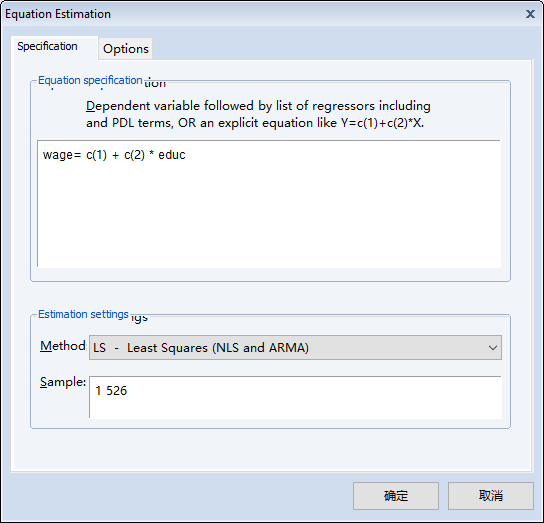 Equation Estimation
Specification
Options
Equation specification
Dependent variable followed by list of regressors including
and PDL terms, OR an explicit equation like Y=c(1)+c(2)*X.
wage= c(1) + c(2) * educ
Estimation settings
Method
LS - Least Squares (NLS and ARMA)
Sample:
1 526
确定
取消